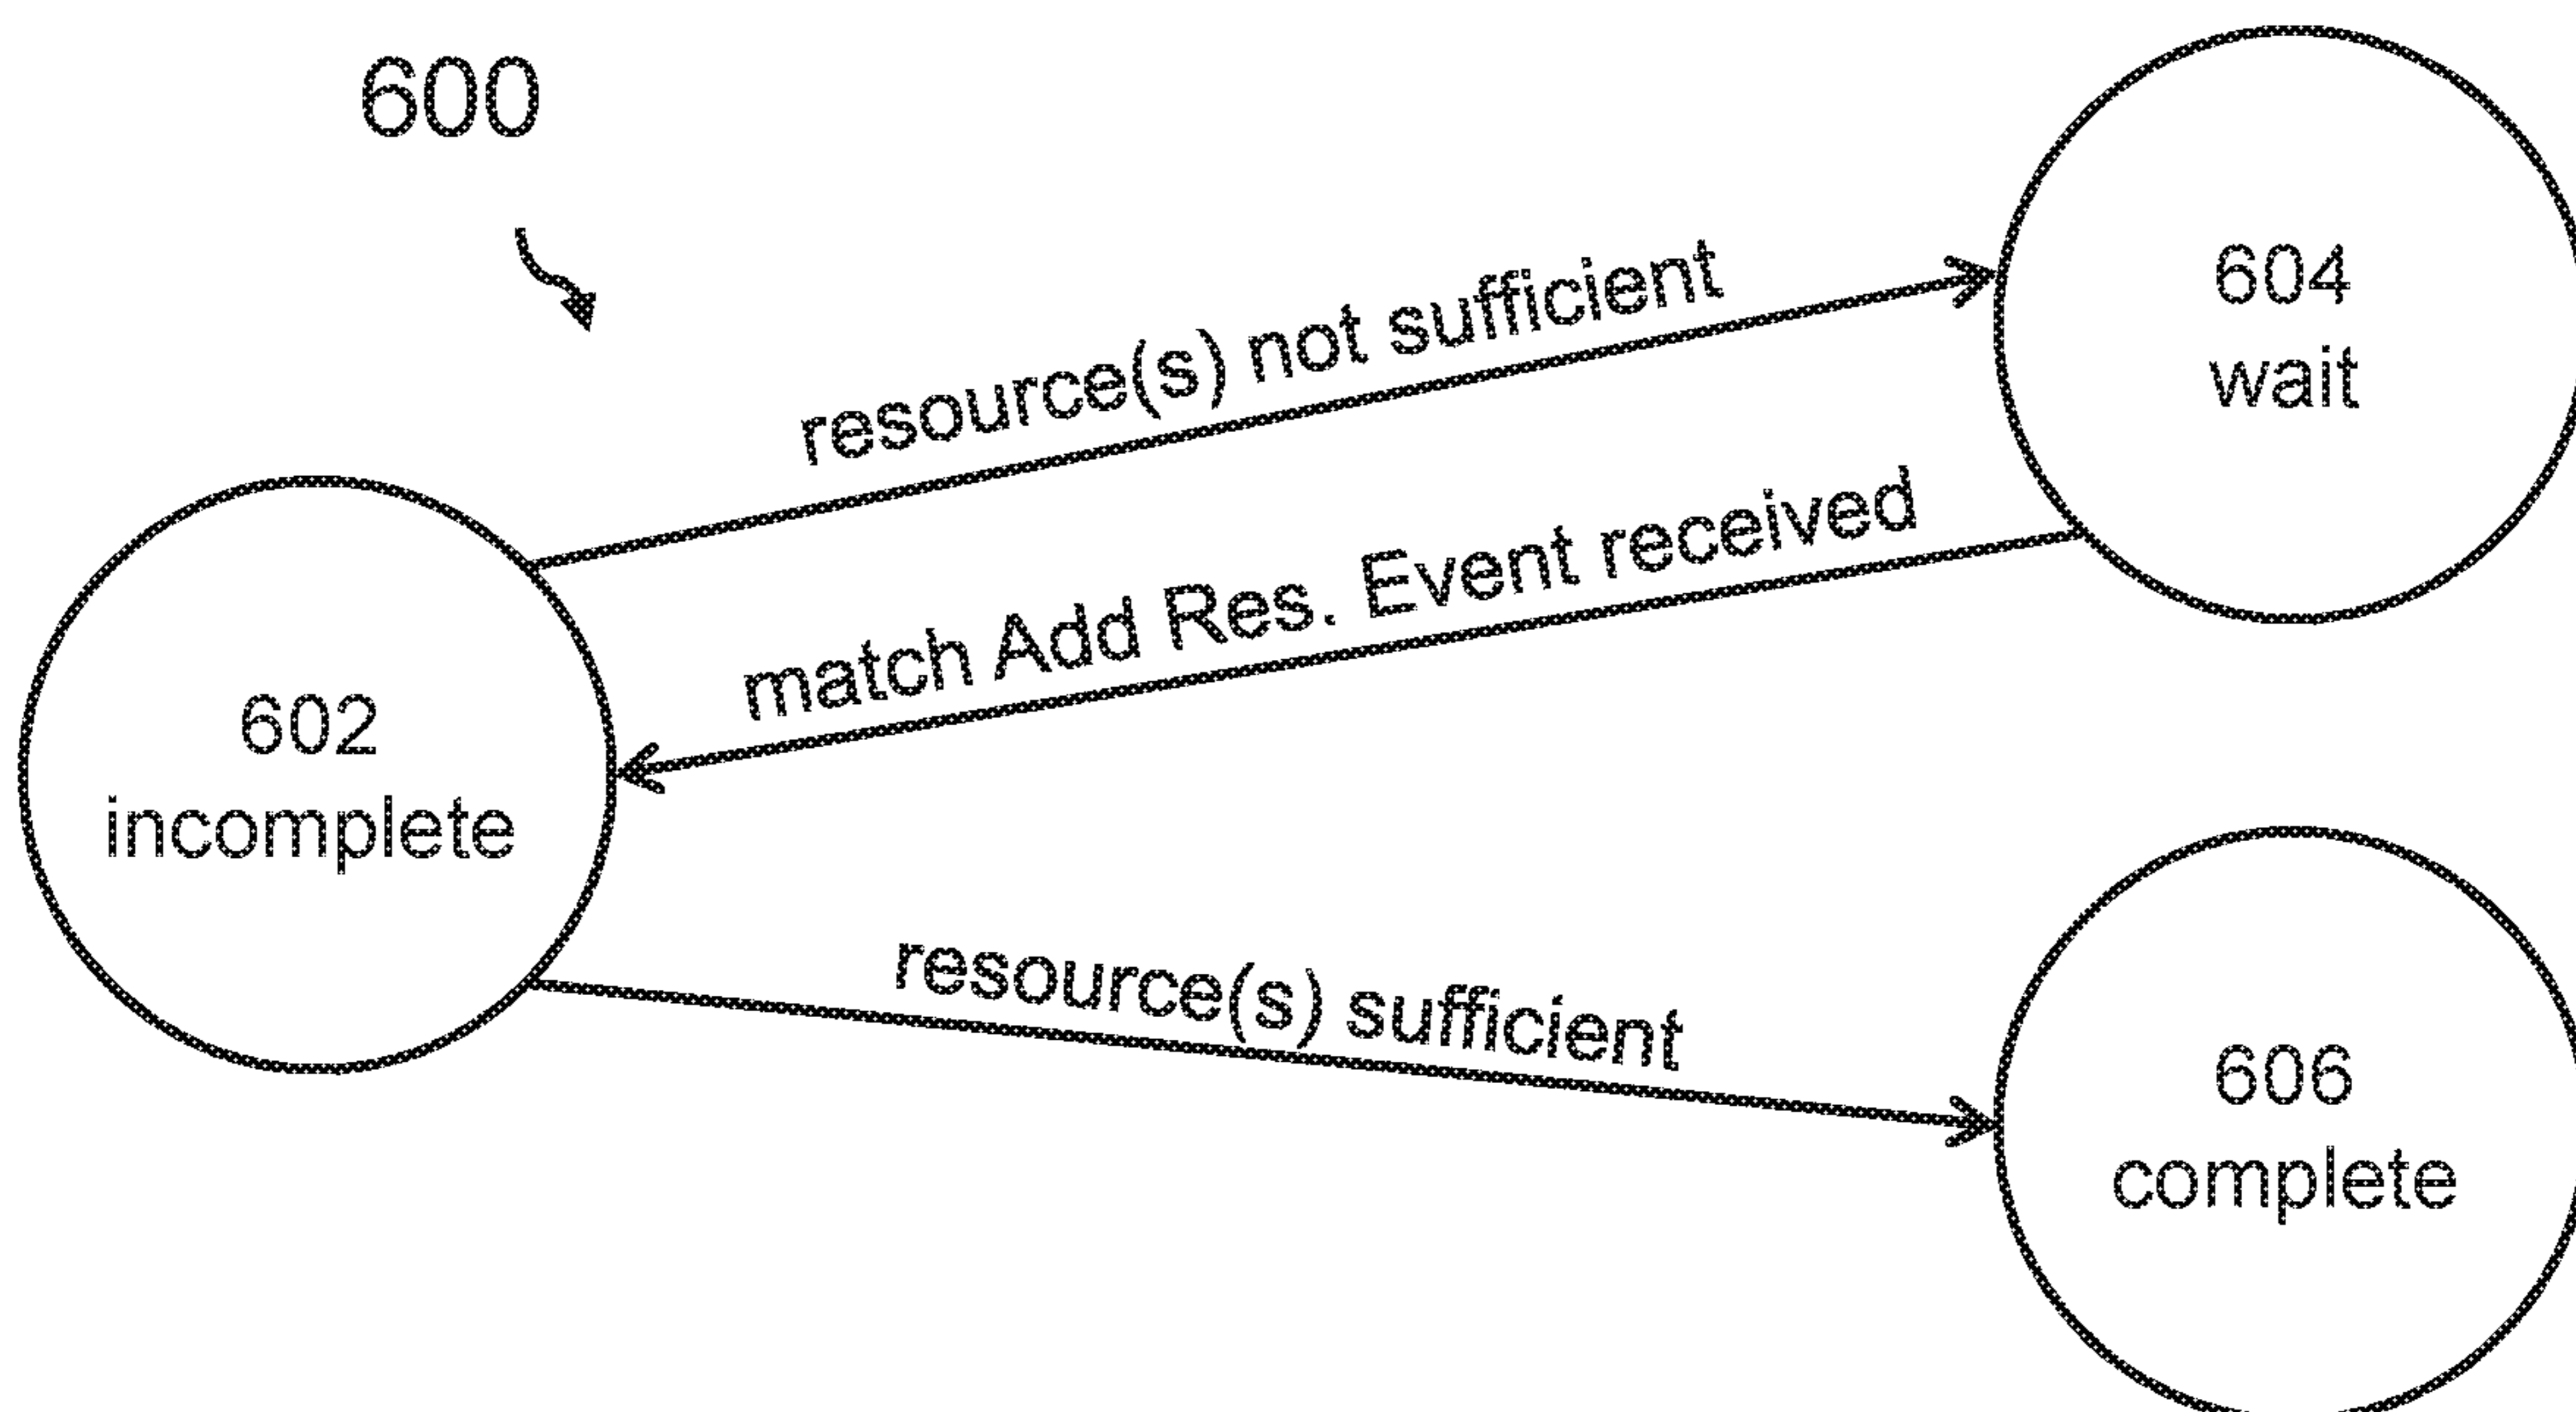 600
resource(s) not sufficient
604
wait
match Add Res. Event received
602
incomplete
resource(s) sufficient
606
complete